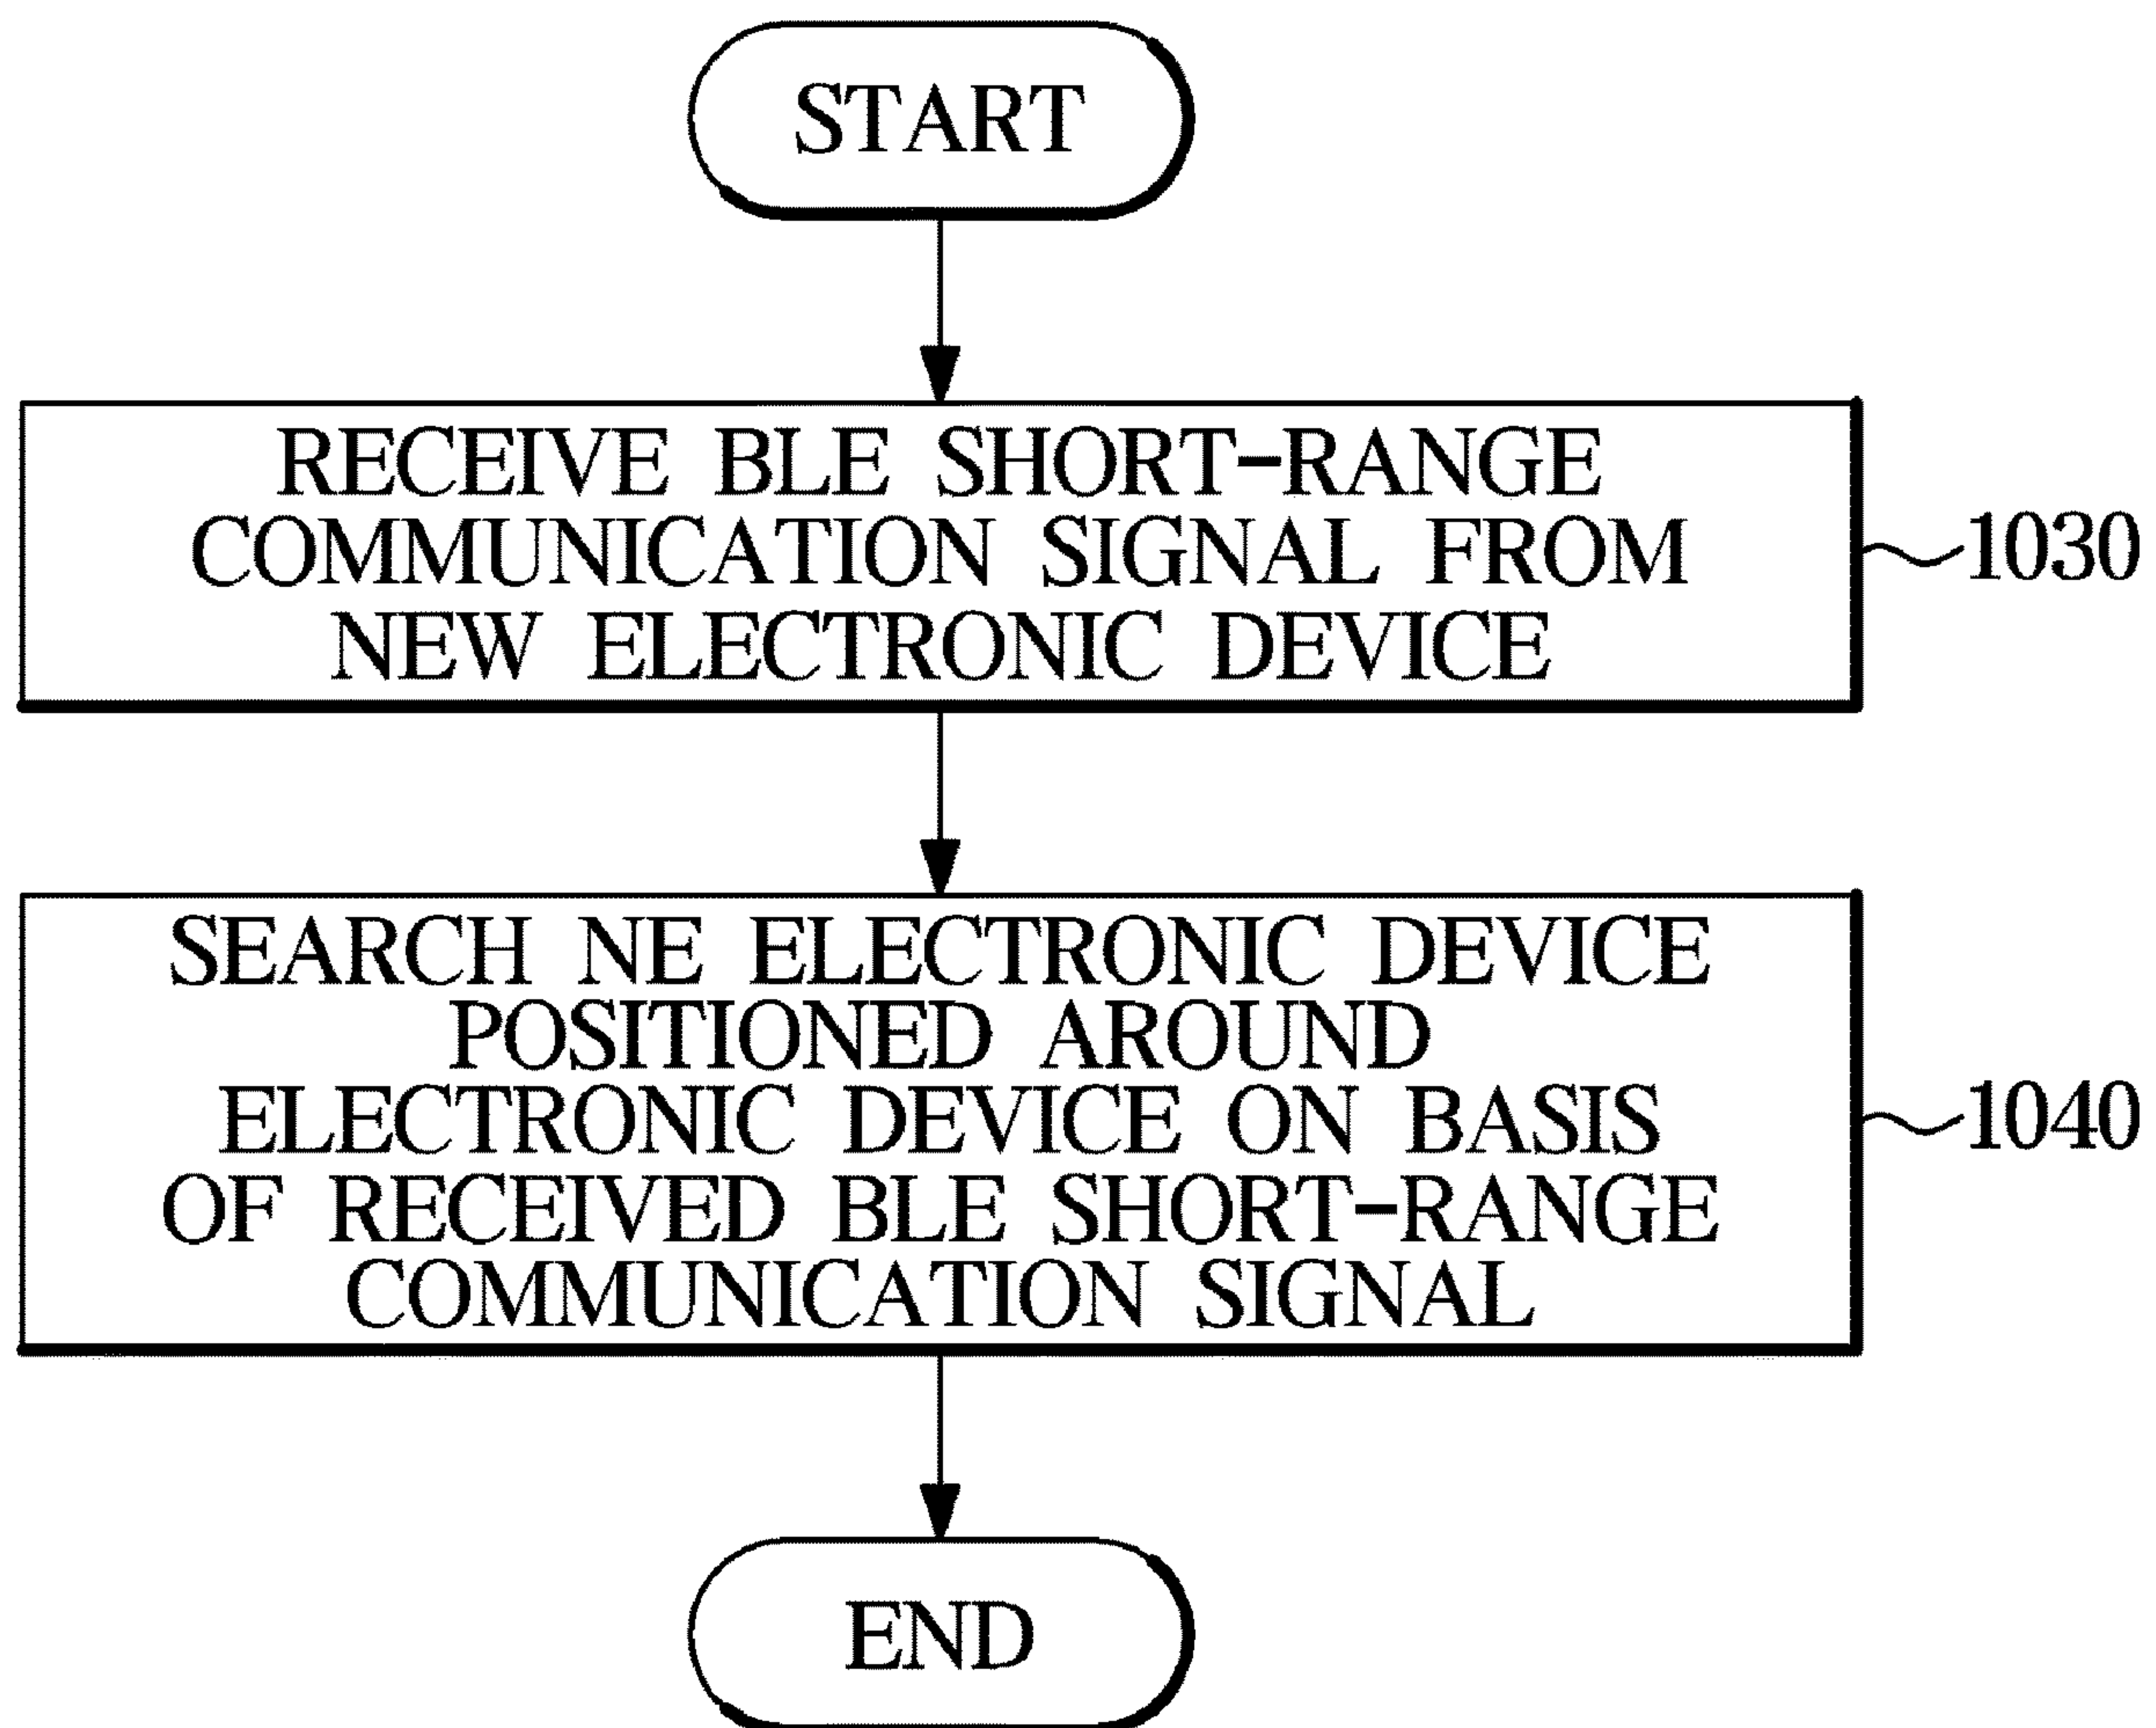 START
RECEIVE BLE SHORT-RANGE
COMMUNICATION SIGNAL FROM
NEW ELECTRONIC DEVICE
1030
SEARCH NE ELECTRONIC DEVICE
POSITIONED AROUND
ELECTRONIC DEVICE ON BASIS
OF RECEIVED BLE SHORT-RANGE
COMMUNICATION SIGNAL
1040
END